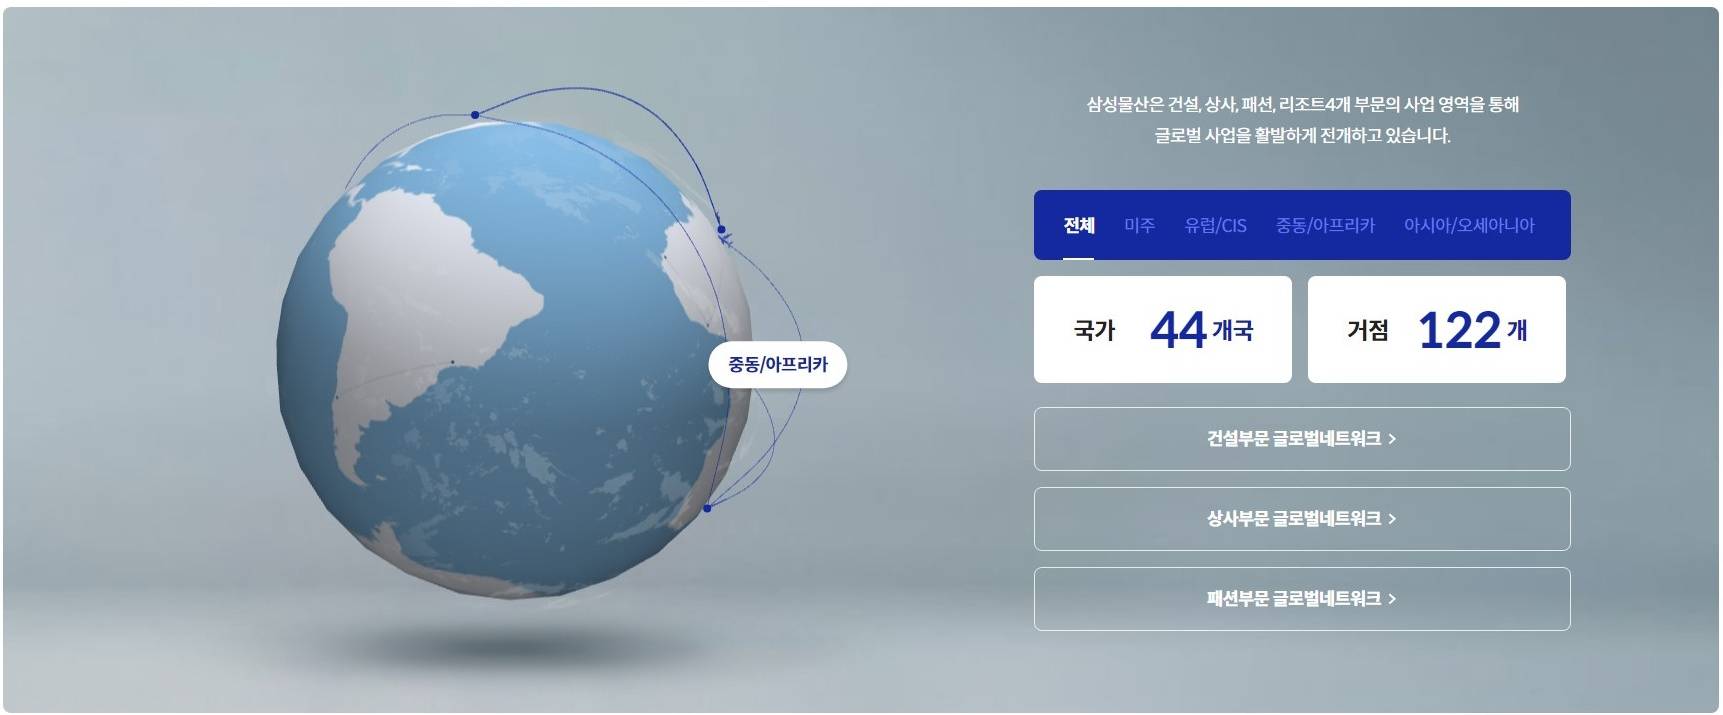 삼성물산은 건설, 상사, 패션, 리조트4개 부문의 사업 영역을 통해
글로벌 사업을 활발하게 전개하고 있습니다.
전체 미주 유럽/CIS 중동/아프리카 아시아/오세아니아
국가 44개국 거점 122개
중동/아프리카
건설부문 글로벌네트워크 >
상사부문 글로벌네트워크 >
패션부문 글로벌네트워크 >